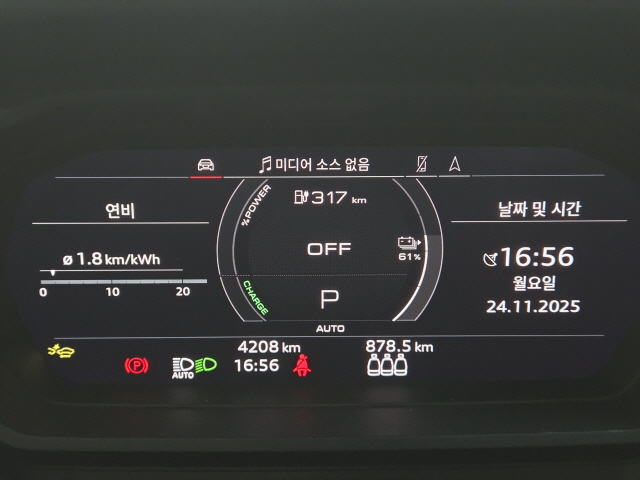 미디어 소스 없음
%POWER
317 km
연비
날짜 및 시간
ø 1.8 km/kWh
OFF
61%
16:56
월요일
24.11.2025
0 10 20
CHARGE
P
AUTO
4208 km
878.5 km
P
AUTO
16:56